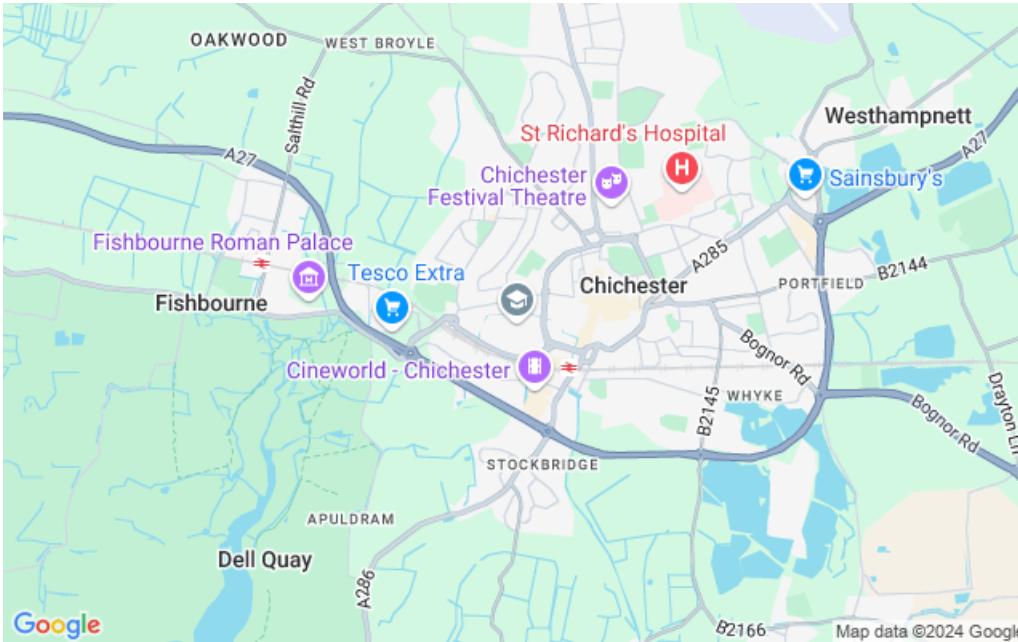 OAKWOOD
WEST BROYLE
Salthill Rd
Westhampnett
St Richard's Hospital
H
A27
A27
Chichester
Festival Theatre
Sainsbury's
Fishbourne Roman Palace
A285
B2144
Tesco Extra
Chichester
PORTFIELD
Fishbourne
Bognor Rd
Cineworld - Chichester
WHYKE
Drayton Ln
B2145
Bognor Rd
STOCKBRIDGE
APULDRAM
Dell Quay
A286
B2166
Google
Map data ©2024 Google